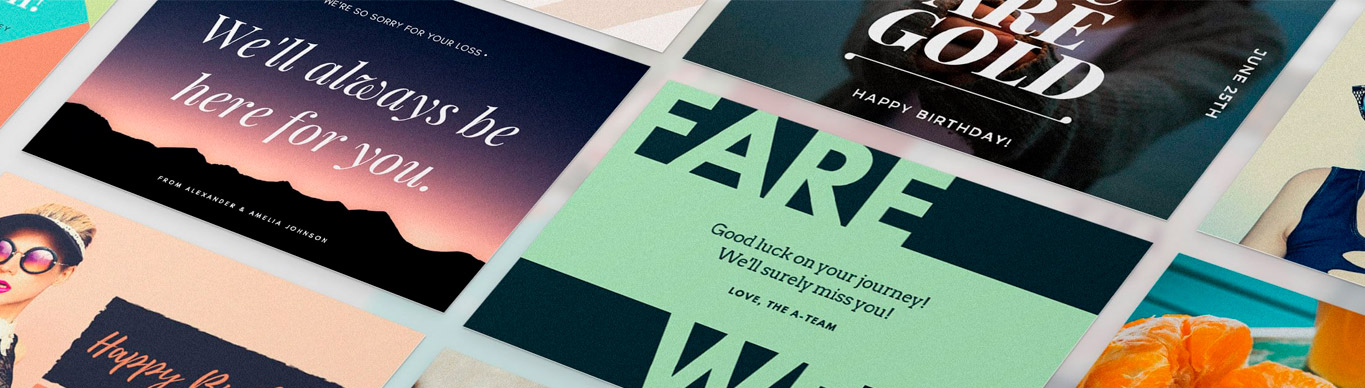 WE'RE SO SORRY FOR YOUR LOSS •
We'll always be
here for you.
FROM ALEXANDER & AMELIA JOHNSON
ARE
GOLD
HAPPY BIRTHDAY!
JUNE 25TH
FARE
Good luck on your journey!
We'll surely miss you!
LOVE, THE A-TEAM
Happy